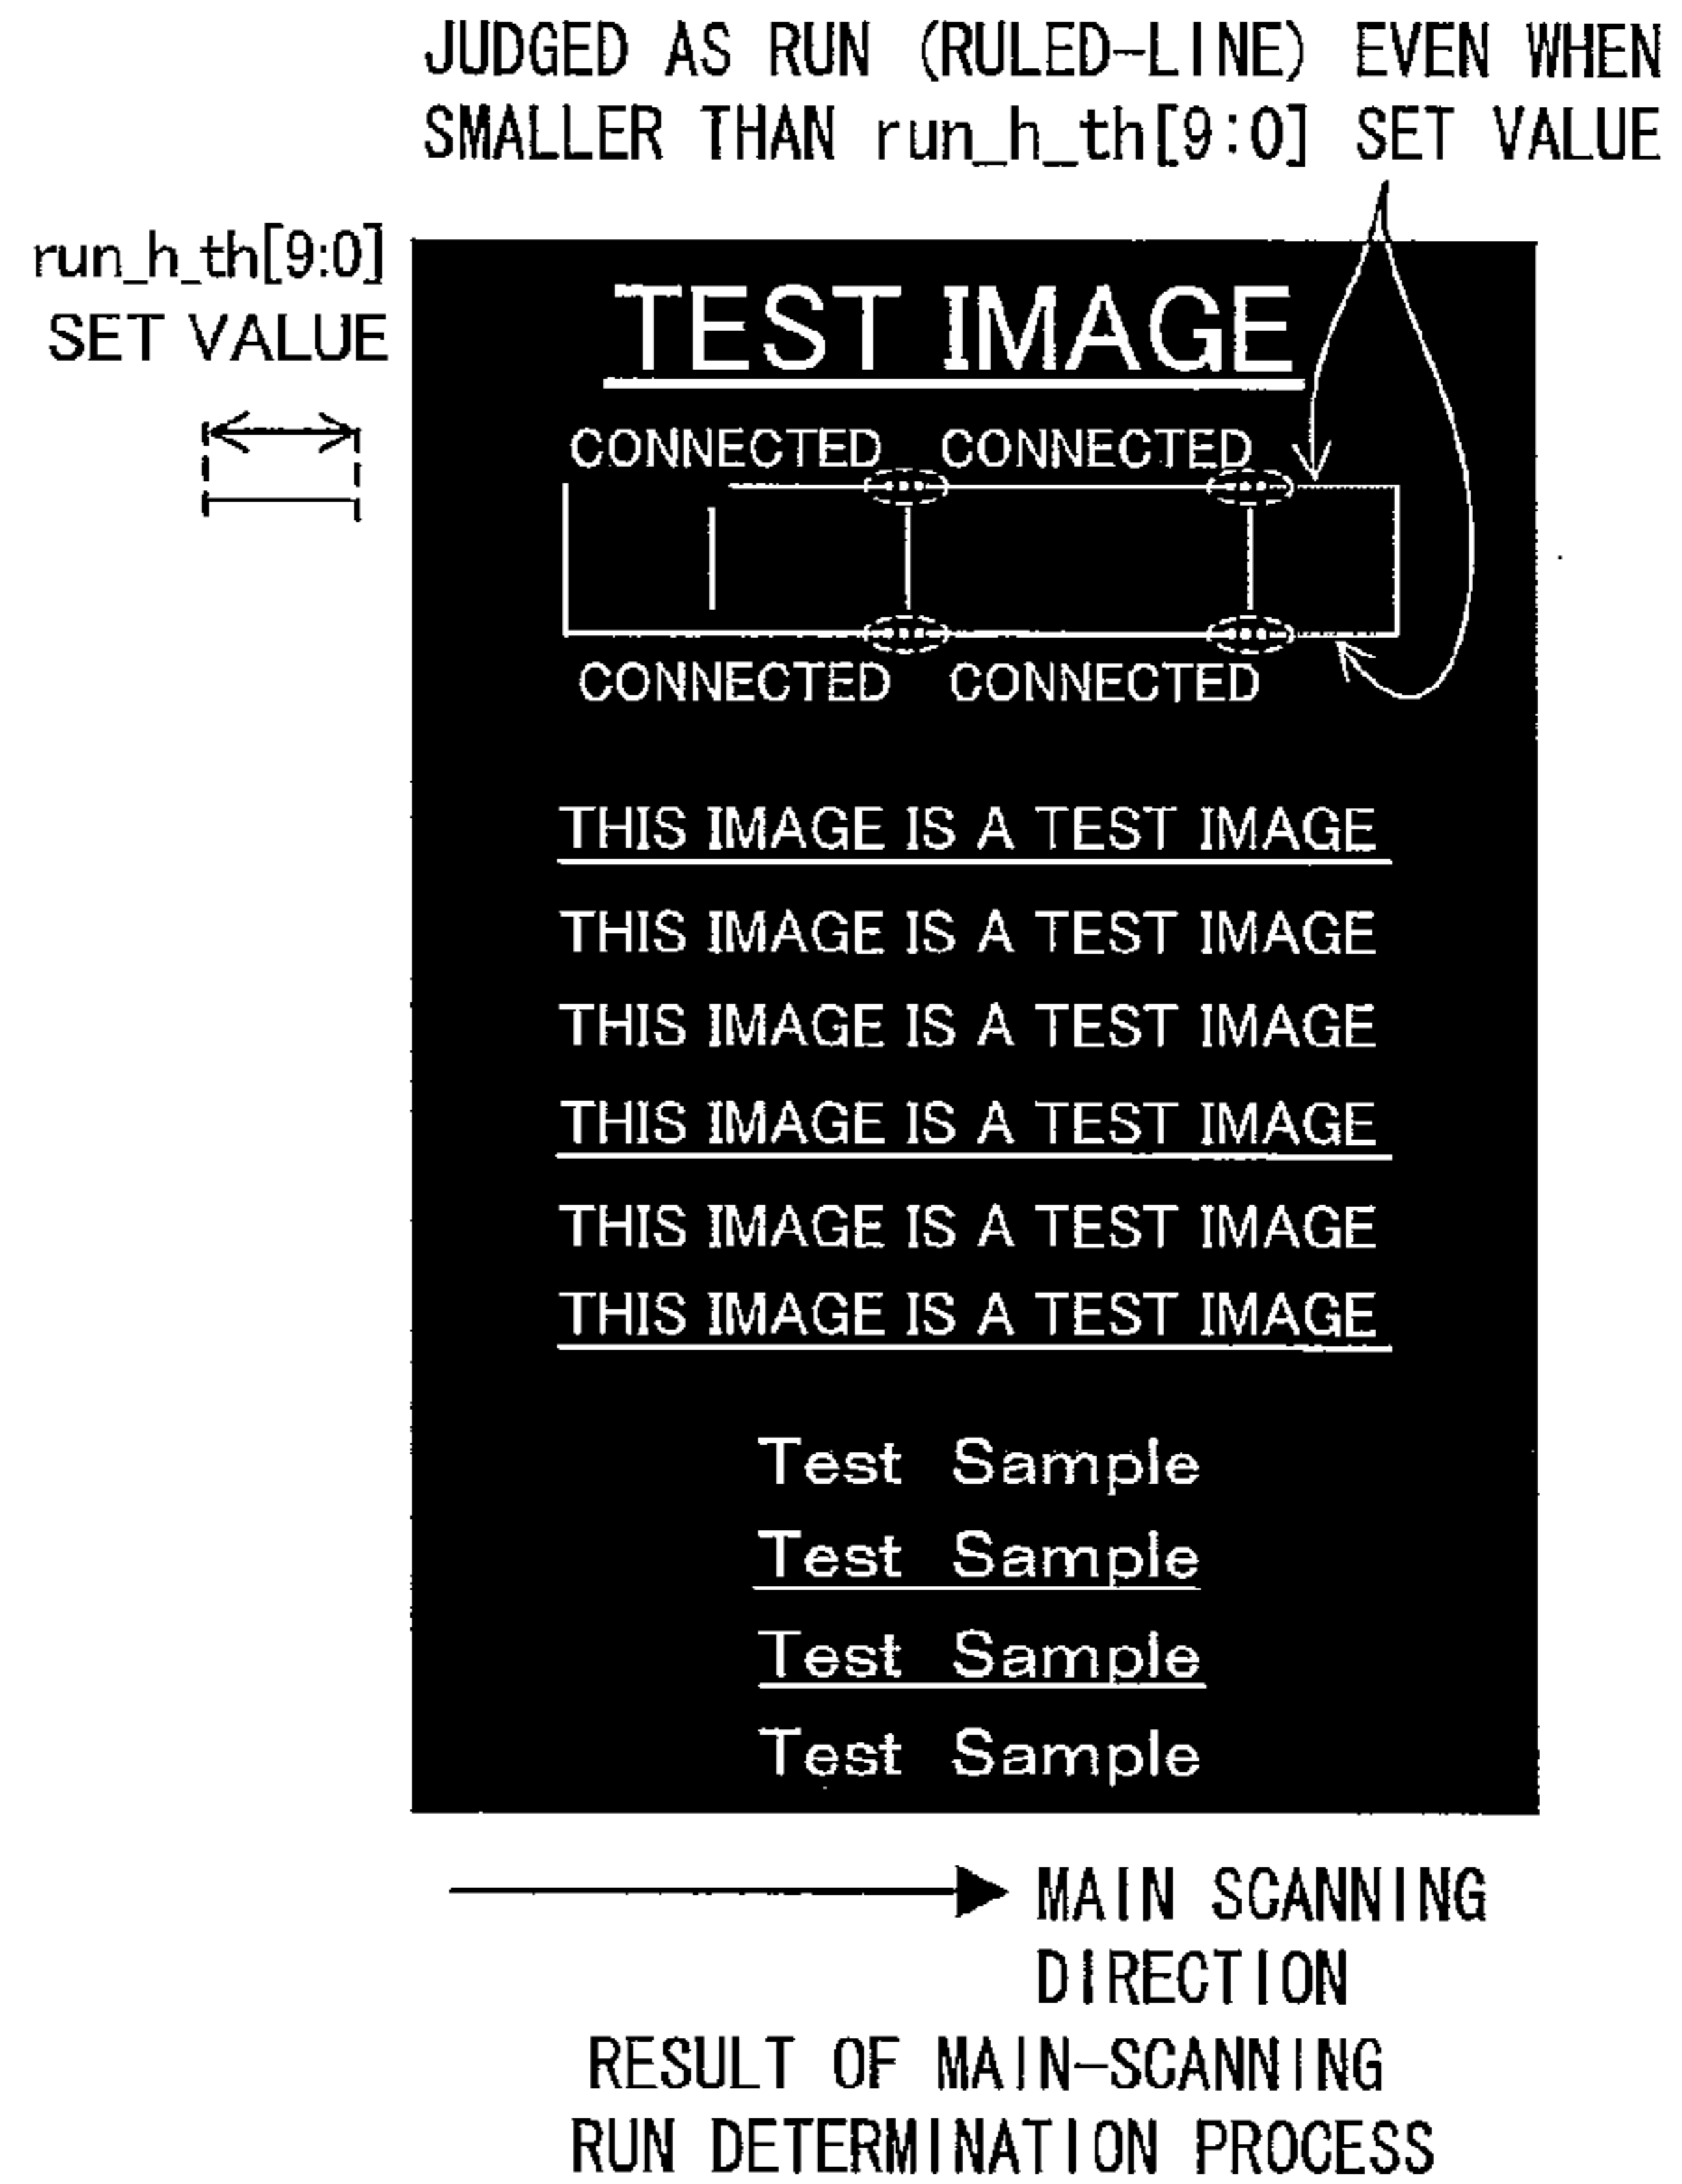 JUDGED AS RUN (RULED-LINE) EVEN WHEN
SMALLER THAN run_h_th[9:0] SET VALUE
run_h_th[9:0]
SET VALUE
TEST IMAGE
CONNECTED CONNECTED
CONNECTED CONNECTED
THIS IMAGE IS A TEST IMAGE
THIS IMAGE IS A TEST IMAGE
THIS IMAGE IS A TEST IMAGE
THIS IMAGE IS A TEST IMAGE
THIS IMAGE IS A TEST IMAGE
THIS IMAGE IS A TEST IMAGE
Test Sample
Test Sample
Test Sample
Test Sample
MAIN SCANNING
DIRECTION
RESULT OF MAIN-SCANNING
RUN DETERMINATION PROCESS